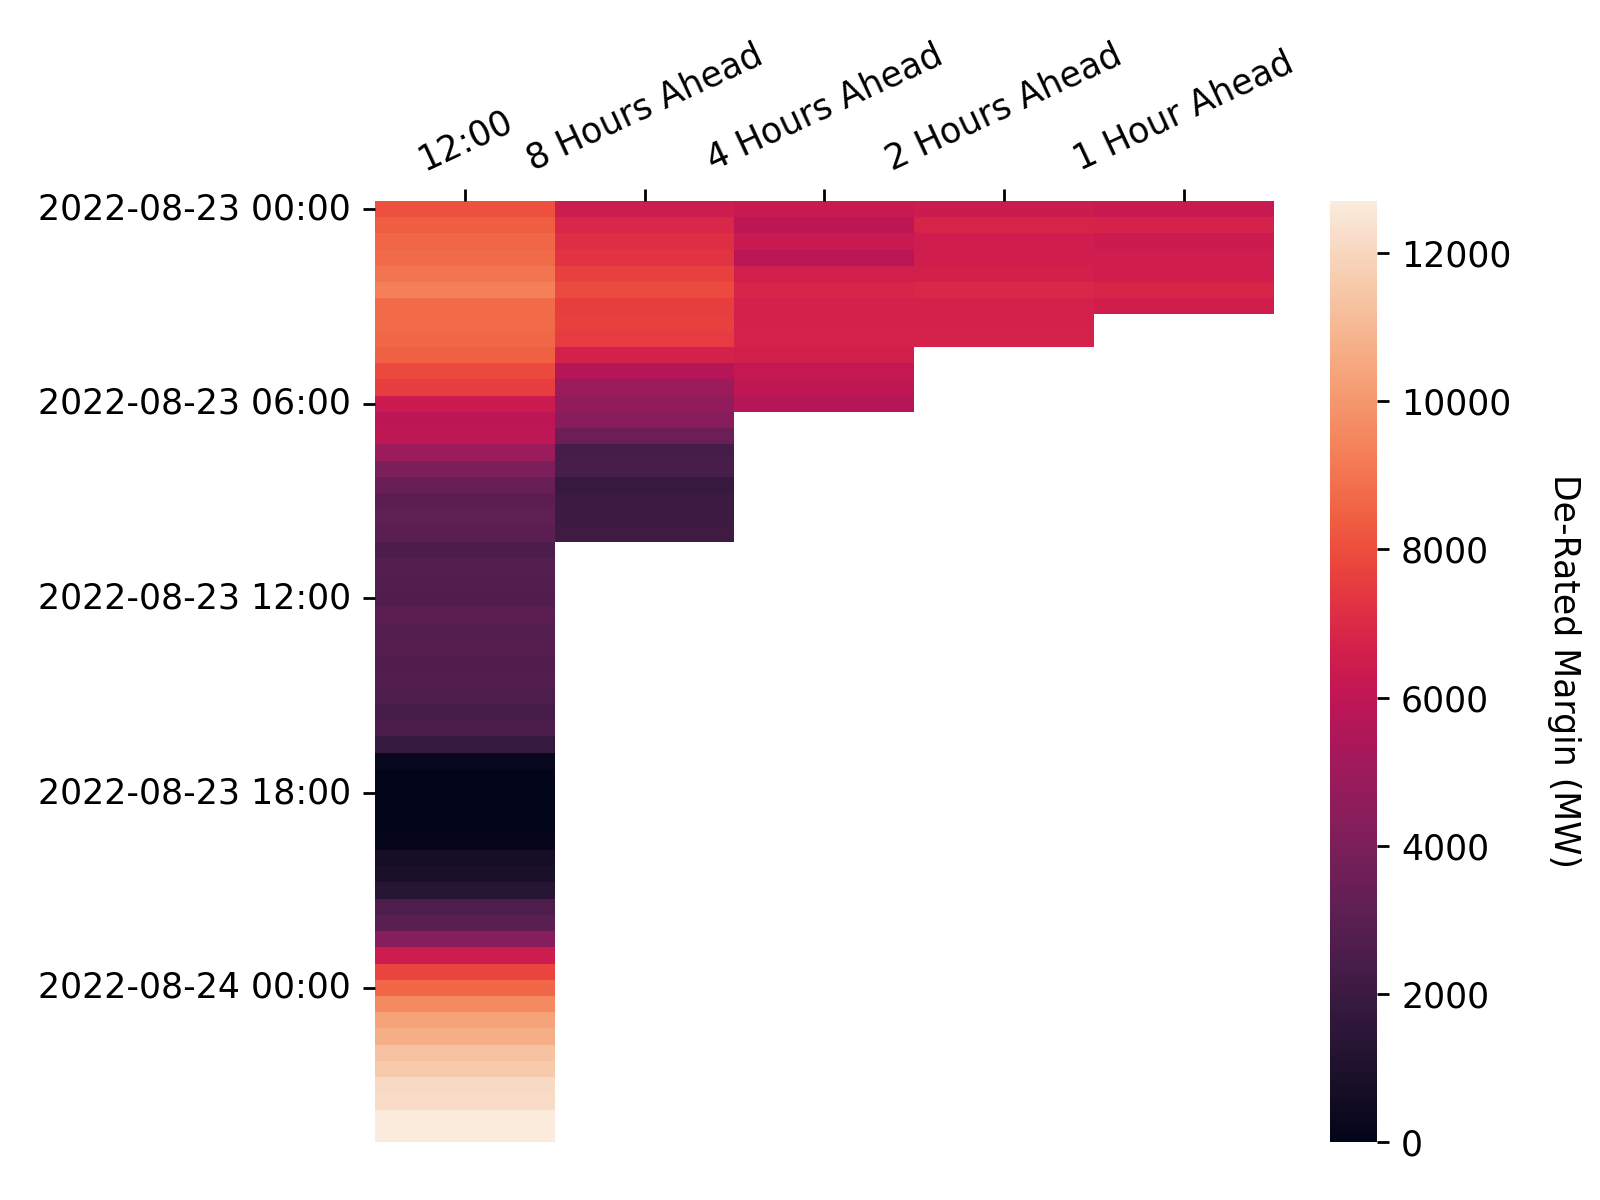 12:00
8 Hours Ahead
4 Hours Ahead
2 Hours Ahead
1 Hour Ahead
2022-08-23 00:00
2022-08-23 06:00
2022-08-23 12:00
2022-08-23 18:00
2022-08-24 00:00
12000
10000
8000
6000
4000
2000
0
De-Rated Margin (MW)